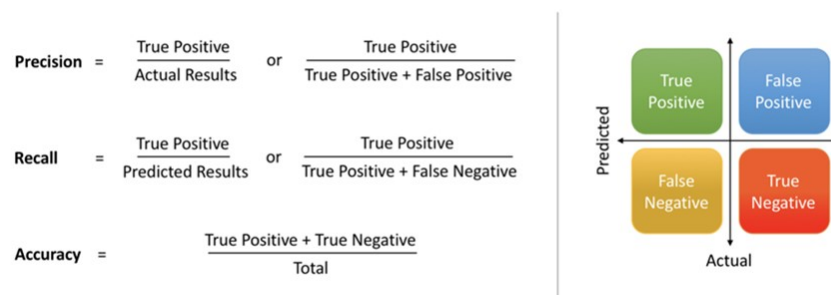 Precision = True Positive / Actual Results or True Positive / True Positive + False Positive
Recall = True Positive / Predicted Results or True Positive / True Positive + False Negative
Accuracy = True Positive + True Negative / Total
Predicted
True Positive
False Positive
False Negative
True Negative
Actual